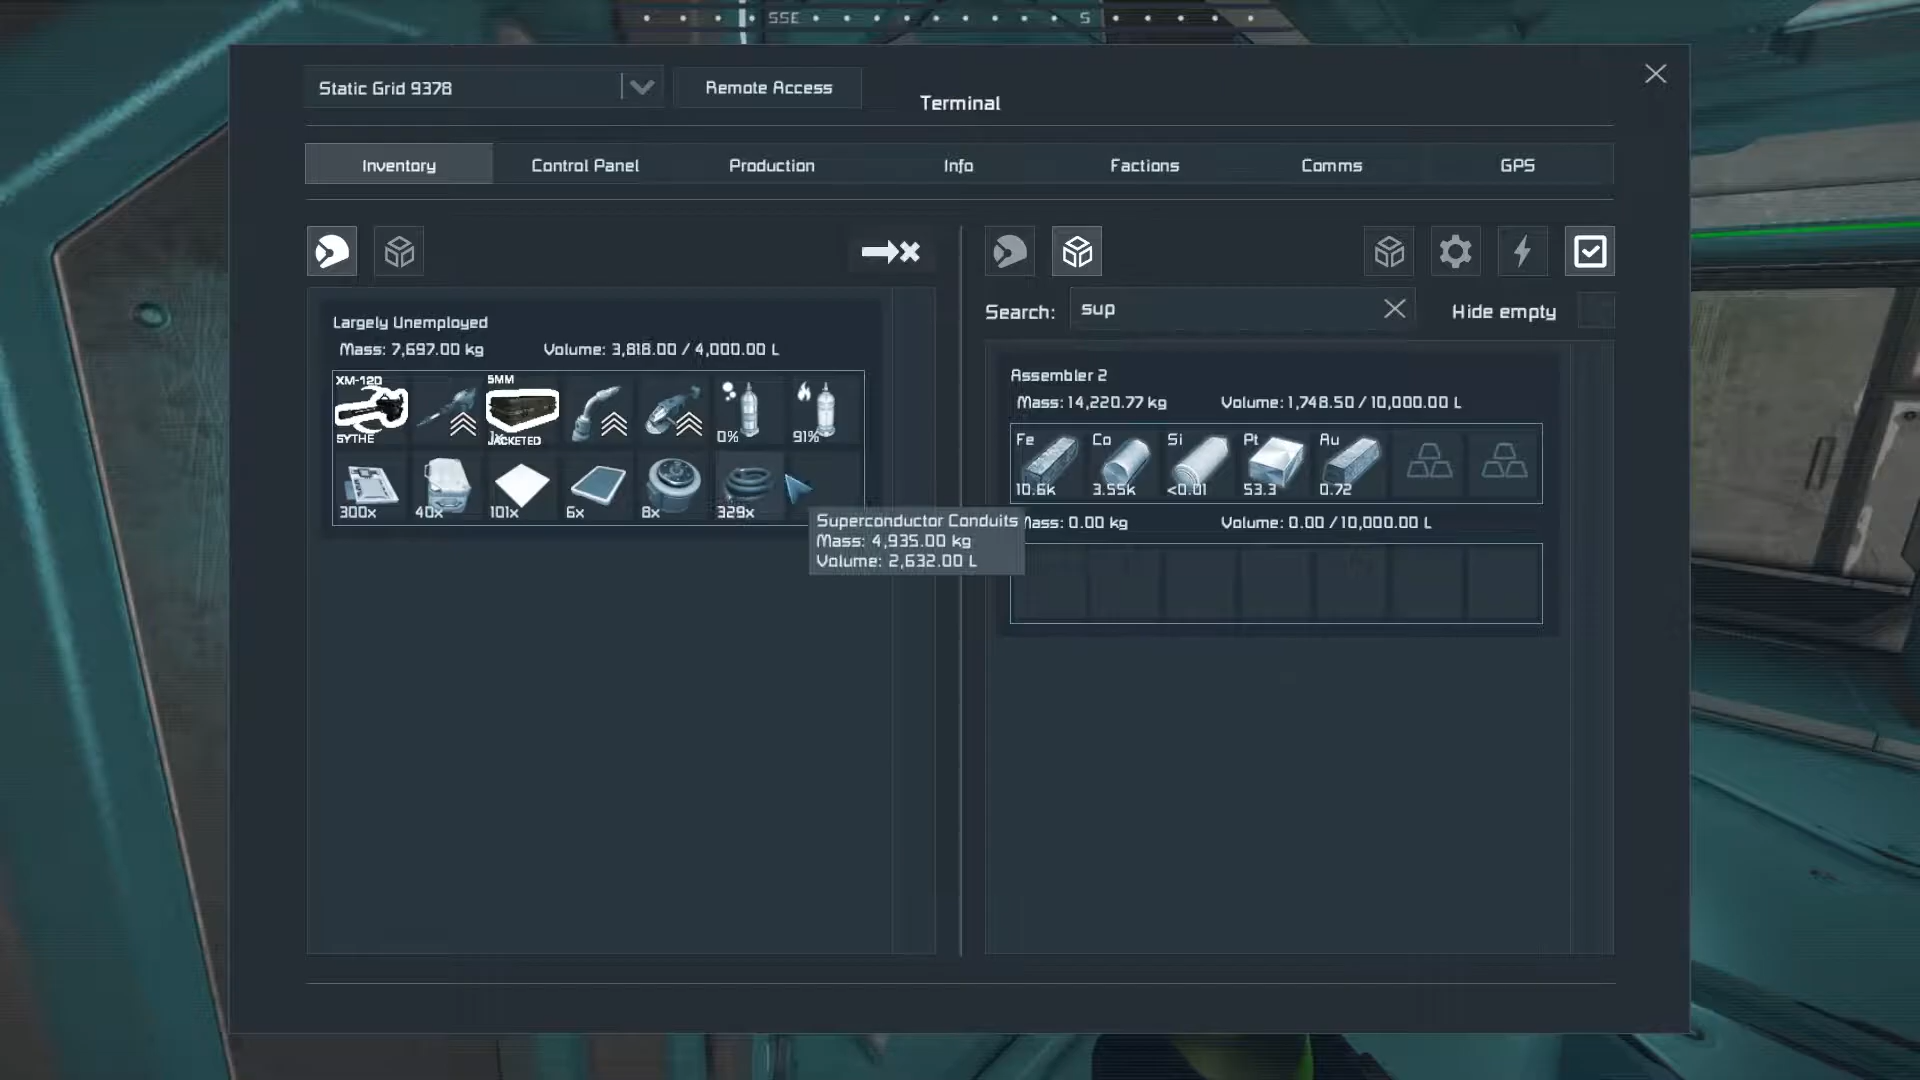 SSE
S
Static Grid 9378
Remote Access
Terminal
Inventory
Control Panel
Production
Info
Factions
Comms
GPS
Search:
sup
Hide empty
Largely Unemployed
Mass: 7,697.00 kg
Volume: 3,818.00 / 4,000.00 L
XM-12D
SYTHE
5MM
1x
JACKETED
0%
91%
300x
40x
101x
6x
8x
329x
Superconductor Conduits
Mass: 4,935.00 kg
Volume: 2,632.00 L
Assembler 2
Mass: 14,220.77 kg
Volume: 1,748.50 / 10,000.00 L
Fe
10.6k
Co
3.55k
Si
<0.01
Pt
53.3
Au
0.72
Mass: 0.00 kg
Volume: 0.00 / 10,000.00 L